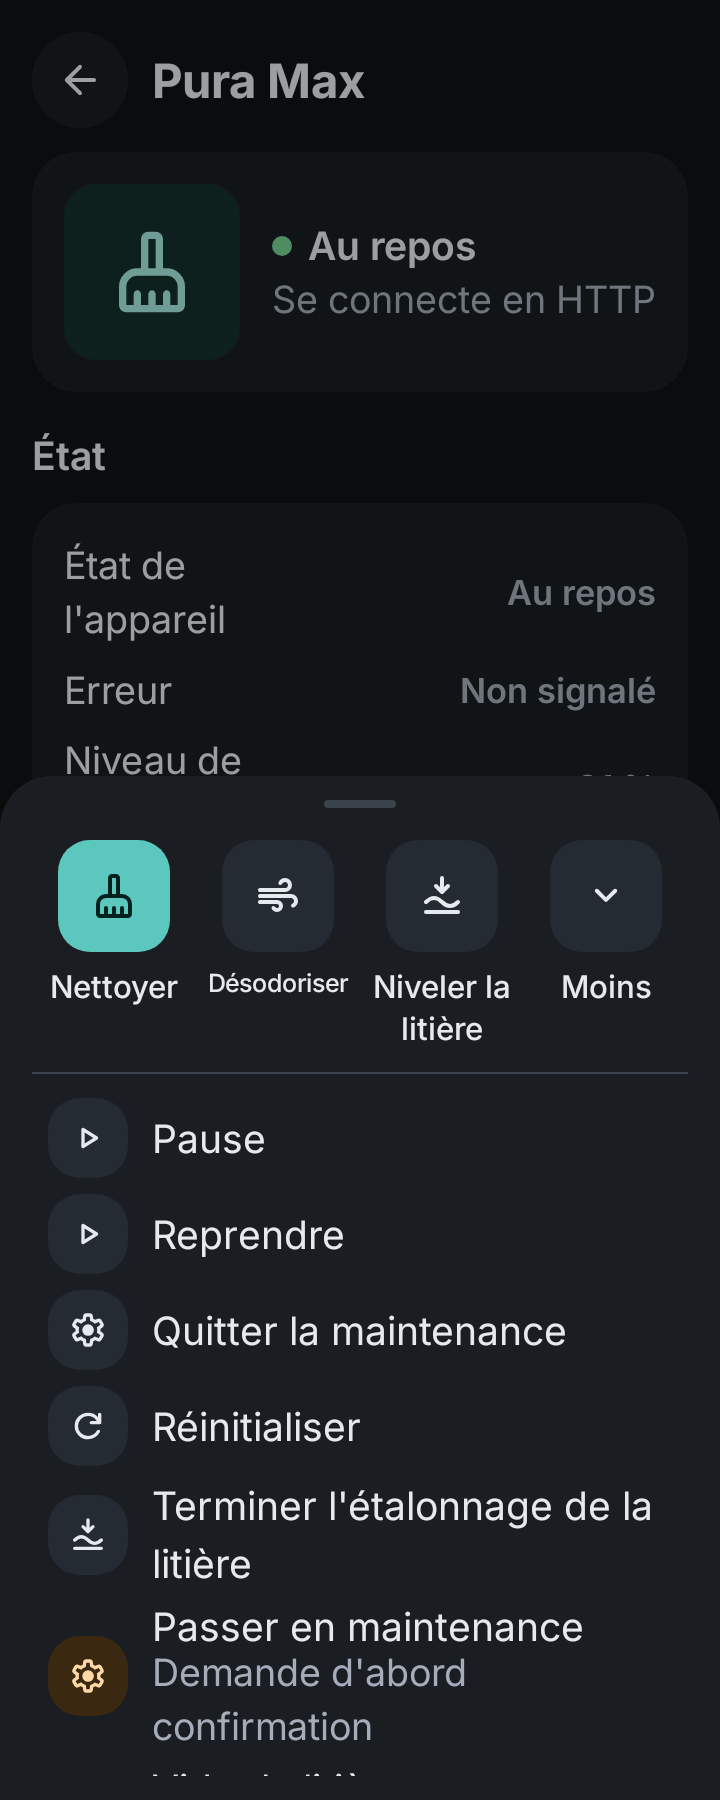 Pura Max
Au repos
Se connecte en HTTP
État
État de
l'appareil
Au repos
Erreur
Non signalé
Niveau de
Nettoyer
Désodoriser
Niveler la
litière
Moins
Pause
Reprendre
Quitter la maintenance
Réinitialiser
Terminer l'étalonnage de la
litière
Passer en maintenance
Demande d'abord
confirmation